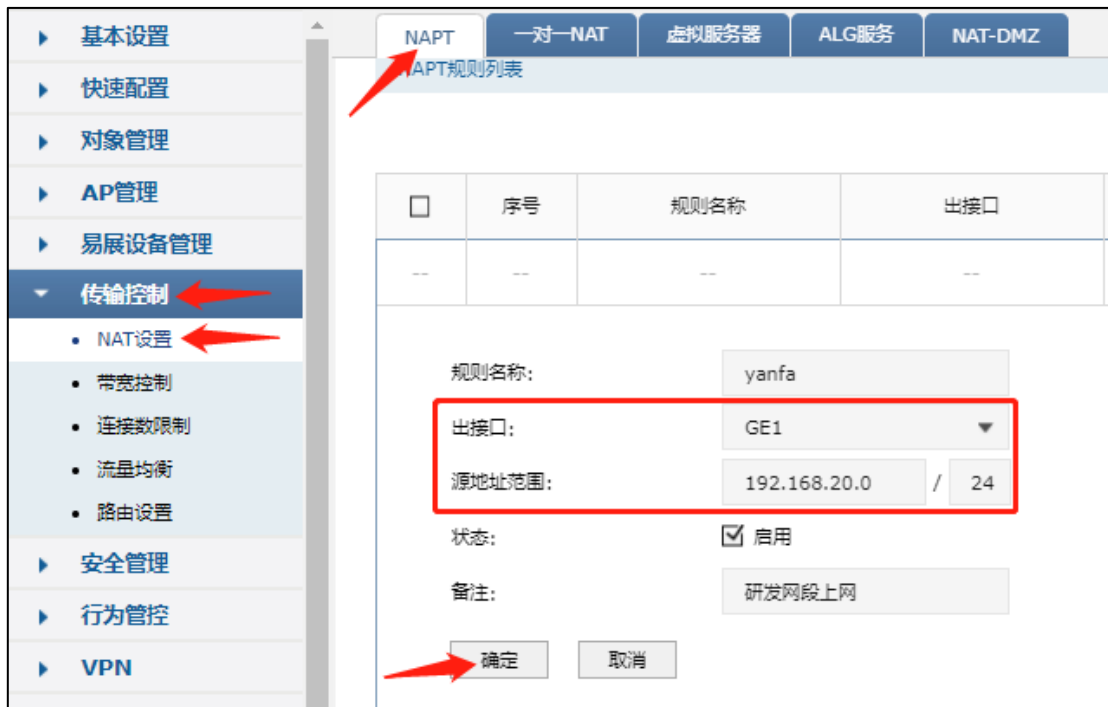 基本设置
快速配置
对象管理
AP管理
易展设备管理
传输控制
NAT设置
带宽控制
连接数限制
流量均衡
路由设置
安全管理
行为管控
VPN
NAPT 一对一NAT 虚拟服务器 ALG服务 NAT-DMZ
NAPT规则列表
序号 规则名称 出接口
-- -- -- --
规则名称: yanfa
出接口: GE1
源地址范围: 192.168.20.0 / 24
状态: 启用
备注: 研发网段上网
确定 取消